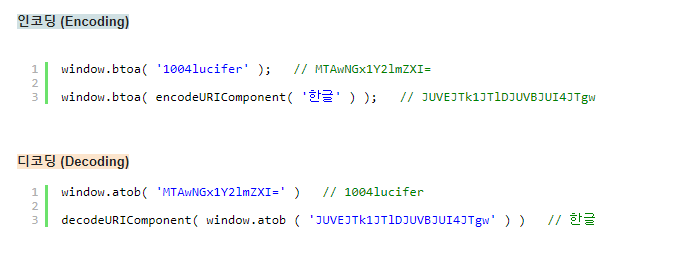 인코딩 (Encoding)
1 window.btoa( '1004lucifer' ); // MTAwNGx1Y2lmZXI=
2
3 window.btoa( encodeURIComponent( '한글' ) ); // JUVEJTk1JTlDJUVBJUI4JTgw
디코딩 (Decoding)
1 window.atob( 'MTAwNGx1Y2lmZXI=' ) // 1004lucifer
2
3 decodeURIComponent( window.atob ( 'JUVEJTk1JTlDJUVBJUI4JTgw' ) ) // 한글